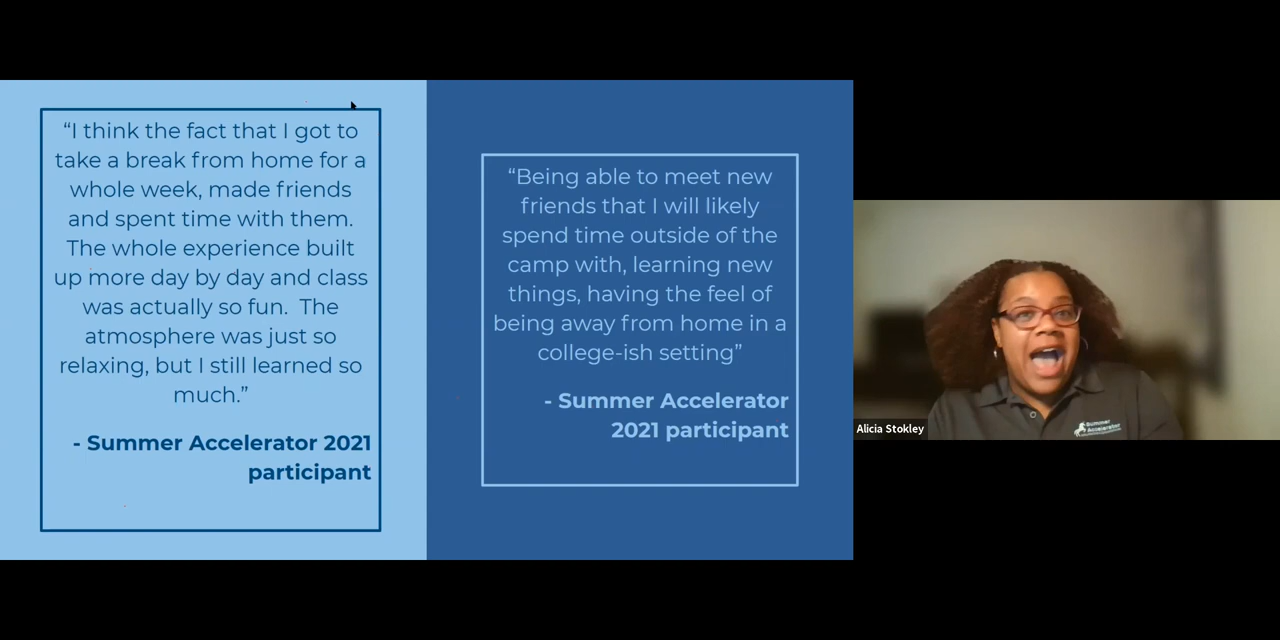 “I think the fact that I got to
take a break from home for a
whole week, made friends
and spent time with them.
The whole experience built
up more day by day and class
was actually so fun.  The
atmosphere was just so
relaxing, but I still learned so
much.”
- Summer Accelerator 2021
participant
“Being able to meet new
friends that I will likely
spend time outside of the
camp with, learning new
things, having the feel of
being away from home in a
college-ish setting”
- Summer Accelerator
2021 participant
Alicia Stokley
Summer
Accelerator